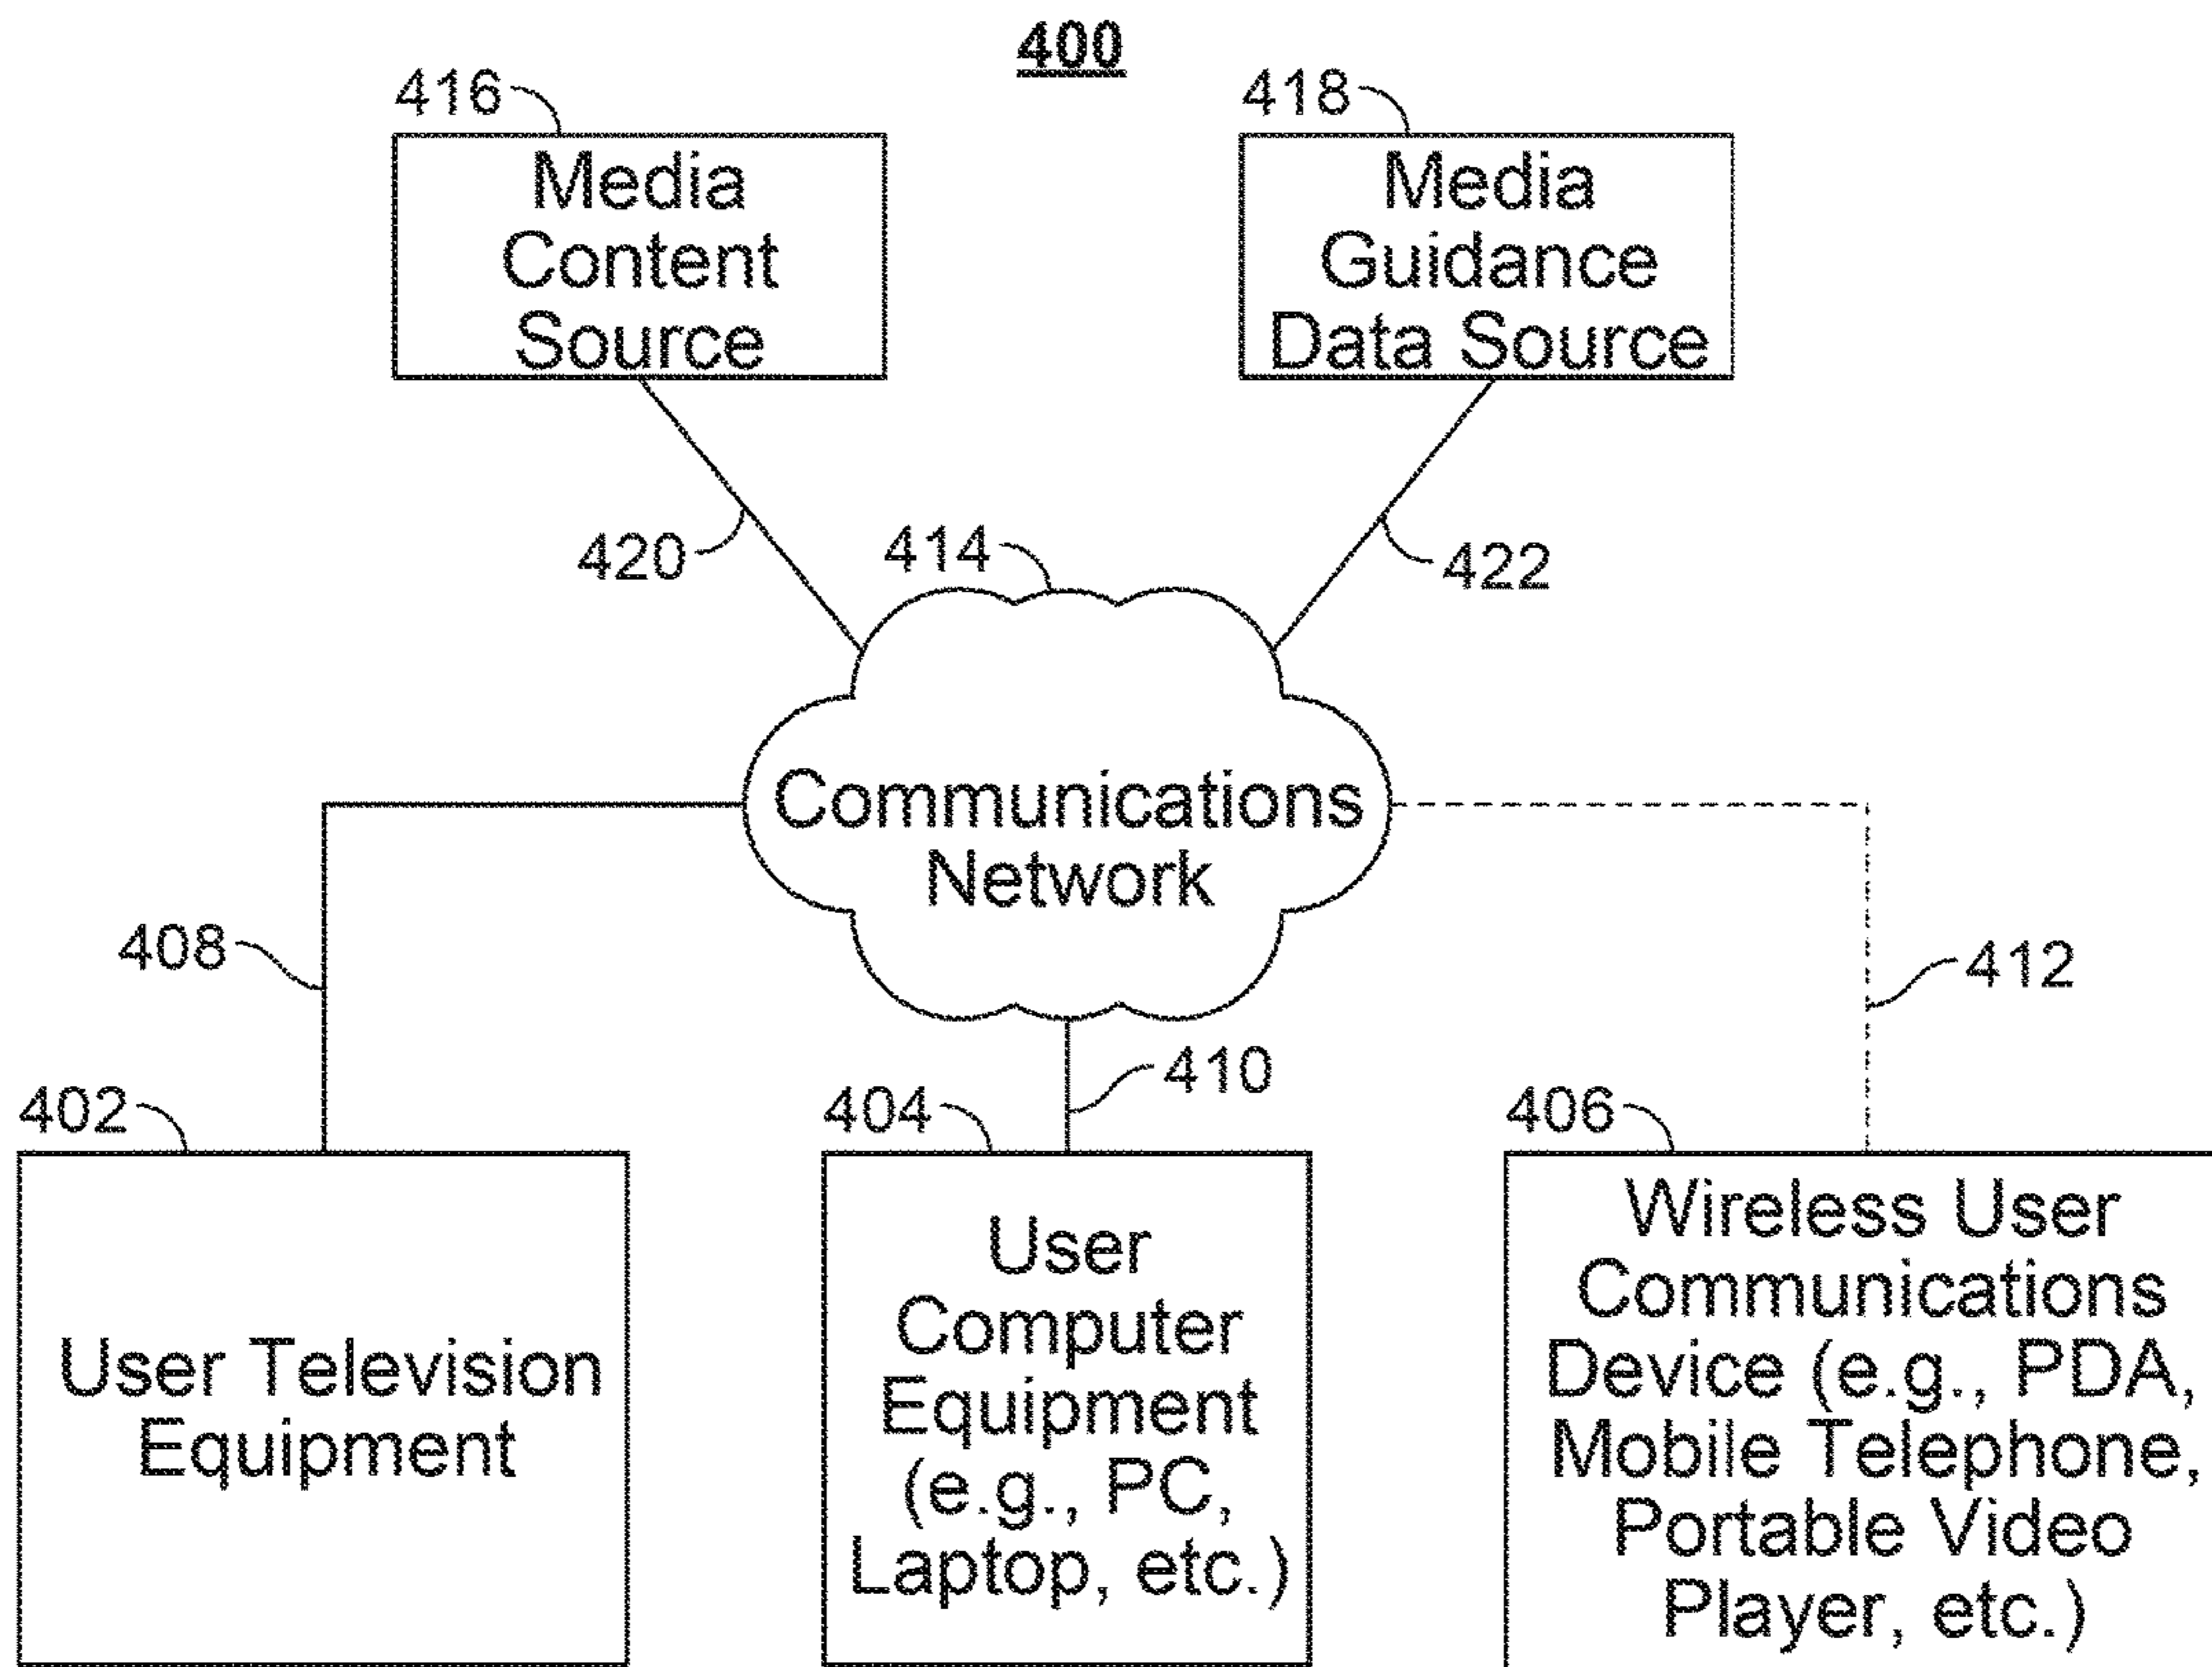 400
416
418
Media
Content
Source
Media
Guidance
Data Source
420
414
422
Communications
Network
408
412
410
402
404
406
User Television
Equipment
User
Computer
Equipment
(e.g., PC,
Laptop, etc.)
Wireless User
Communications
Device (e.g., PDA,
Mobile Telephone,
Portable Video
Player, etc.)